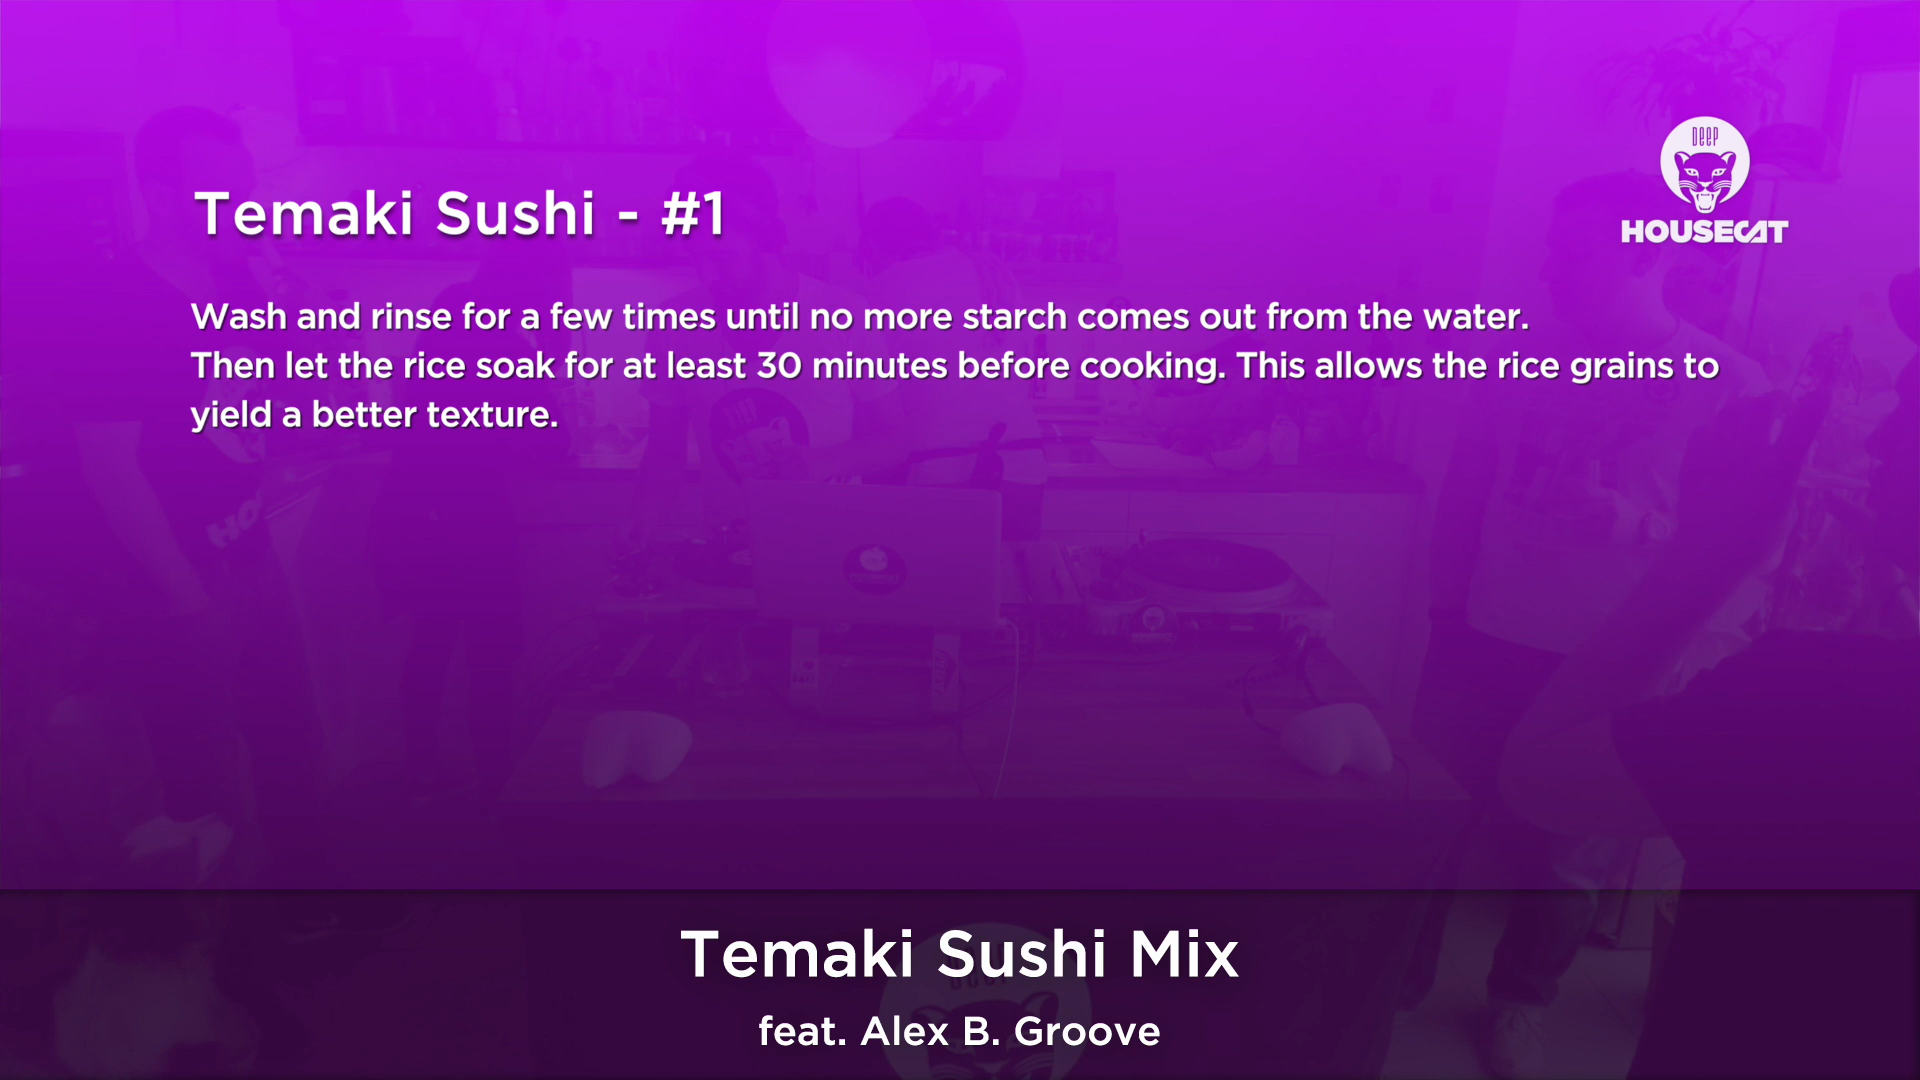 DEEP
HOUSECAT
Temaki Sushi - #1
Wash and rinse for a few times until no more starch comes out from the water.
Then let the rice soak for at least 30 minutes before cooking. This allows the rice grains to
yield a better texture.
Temaki Sushi Mix
feat. Alex B. Groove